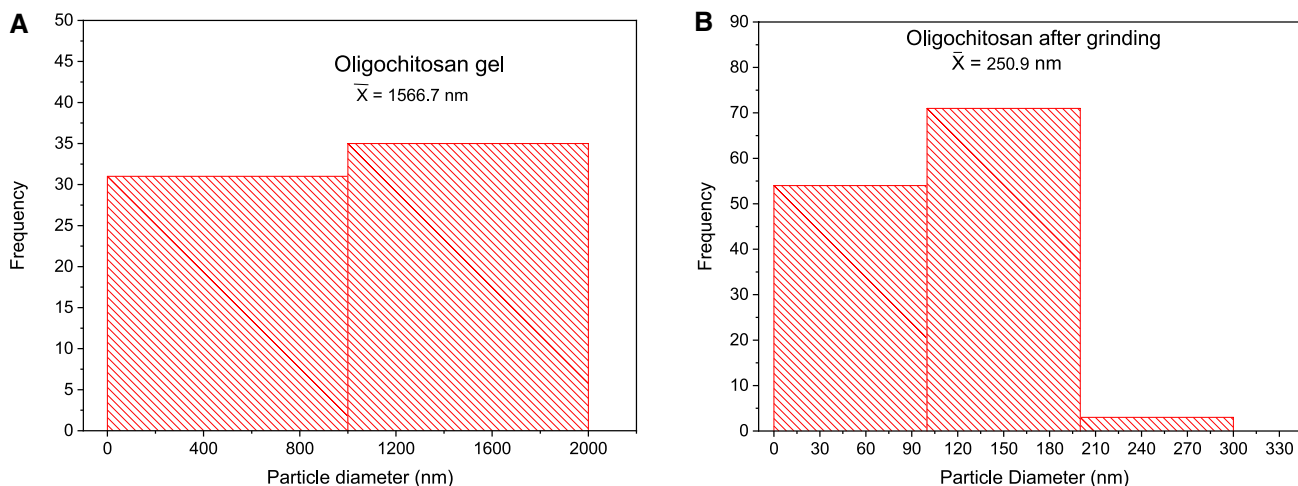 A
Oligochitosan gel
X̄ = 1566.7 nm
Frequency
50
45
40
35
30
25
20
15
10
5
0
0 400 800 1200 1600 2000
Particle diameter (nm)
B
Oligochitosan after grinding
X̄ = 250.9 nm
Frequency
90
80
70
60
50
40
30
20
10
0
0 30 60 90 120 150 180 210 240 270 300 330
Particle Diameter (nm)